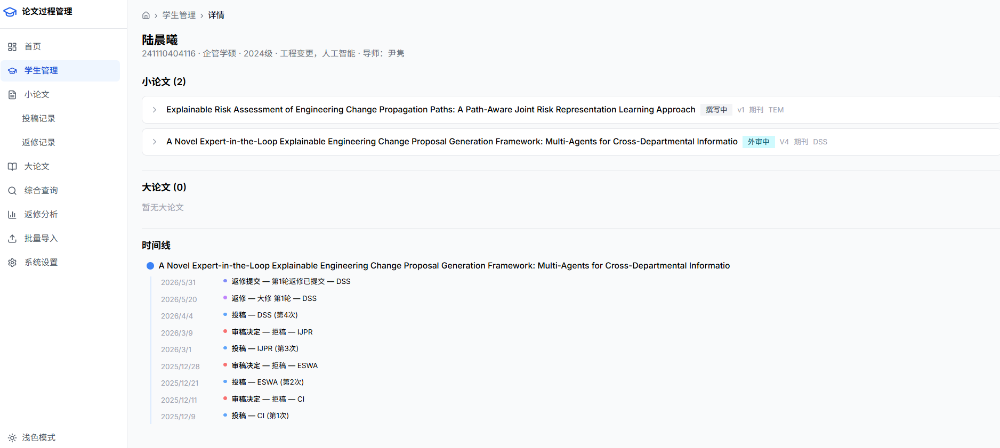 论文过程管理
首页
学生管理
小论文
投稿记录
返修记录
大论文
综合查询
返修分析
批量导入
系统设置
浅色模式
学生管理 > 详情
陆晨曦
241110404116 · 企管学硕 · 2024级 · 工程变更，人工智能 · 导师：尹隽
小论文 (2)
Explainable Risk Assessment of Engineering Change Propagation Paths: A Path-Aware Joint Risk Representation Learning Approach 撰写中 v1 期刊 TEM
A Novel Expert-in-the-Loop Explainable Engineering Change Proposal Generation Framework: Multi-Agents for Cross-Departmental Informatio 外审中 V4 期刊 DSS
大论文 (0)
暂无大论文
时间线
A Novel Expert-in-the-Loop Explainable Engineering Change Proposal Generation Framework: Multi-Agents for Cross-Departmental Informatio
2026/5/31 返修提交 — 第1轮返修已提交 — DSS
2026/5/20 返修 — 大修 第1轮 — DSS
2026/4/4 投稿 — DSS (第4次)
2026/3/9 审稿决定 — 拒稿 — IJPR
2026/3/1 投稿 — IJPR (第3次)
2025/12/28 审稿决定 — 拒稿 — ESWA
2025/12/21 投稿 — ESWA (第2次)
2025/12/11 审稿决定 — 拒稿 — CI
2025/12/9 投稿 — CI (第1次)